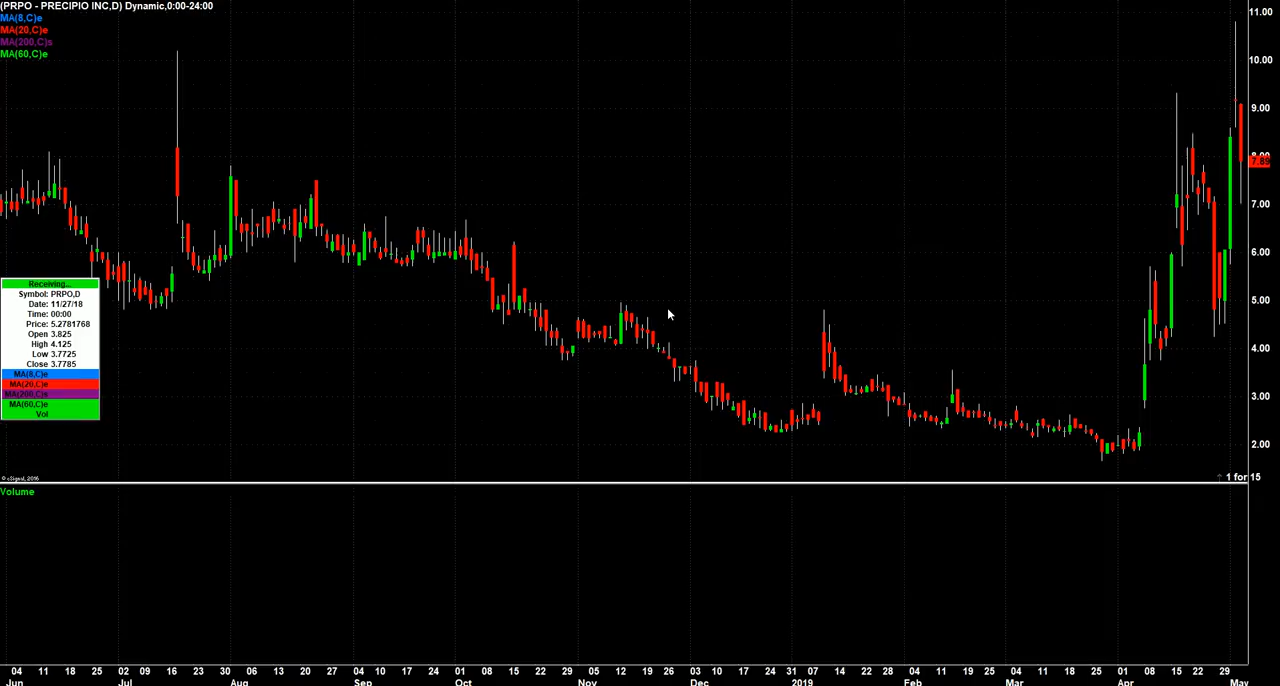 (PRPO - PRECIPIO INC,D) Dynamic,0:00-24:00
MA(8,C)e
MA(20,C)e
MA(200,C)s
MA(60,C)e
11.00
10.00
9.00
8.00
7.89
7.00
6.00
5.00
4.00
3.00
2.00
Receiving...
Symbol: PRPO,D
Date: 11/27/18
Time: 00:00
Price: 5.2781768
Open 3.825
High 4.125
Low 3.7725
Close 3.7785
MA(8,C)e
MA(20,C)e
MA(200,C)s
MA(60,C)e
Vol
© eSignal, 2016
1 for 15
Volume
04 11 18 25 02 09 16 23 30 06 13 20 27 04 10 17 24 01 08 15 22 29 05 12 19 26 03 10 17 24 31 07 14 22 28 04 11 19 25 04 11 18 25 01 08 15 22 29
Jun Jul Aug Sep Oct Nov Dec 2019 Feb Mar Apr May